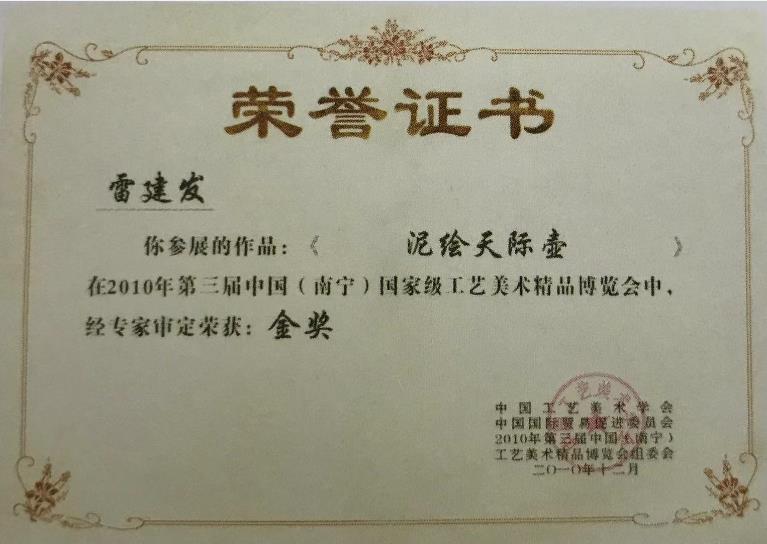 荣誉证书
雷建发
你参展的作品：《 泥绘天际壶 》
在2010年第三届中国（南宁）国家级工艺美术精品博览会中，
经专家审定荣获：金奖
中国工艺美术学会
中国国际贸易促进委员会
2010年第三届中国（南宁）
工艺美术精品博览会组委会
二〇一〇年十二月
工艺美术